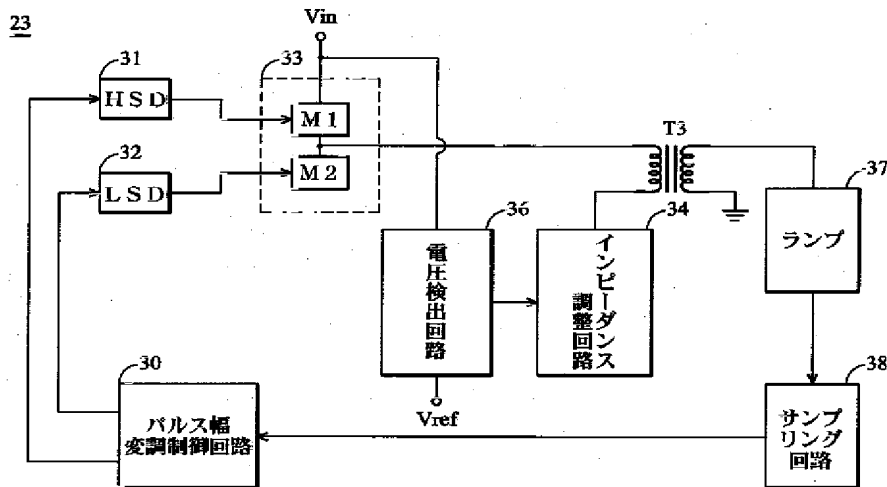 23
Vin
31
HSD
33
M1
32
LSD
M2
T3
37
ランプ
36
電圧検出回路
34
インピーダンス
調整回路
Vref
30
パルス幅
変調制御回路
38
サンプ
リング
回路